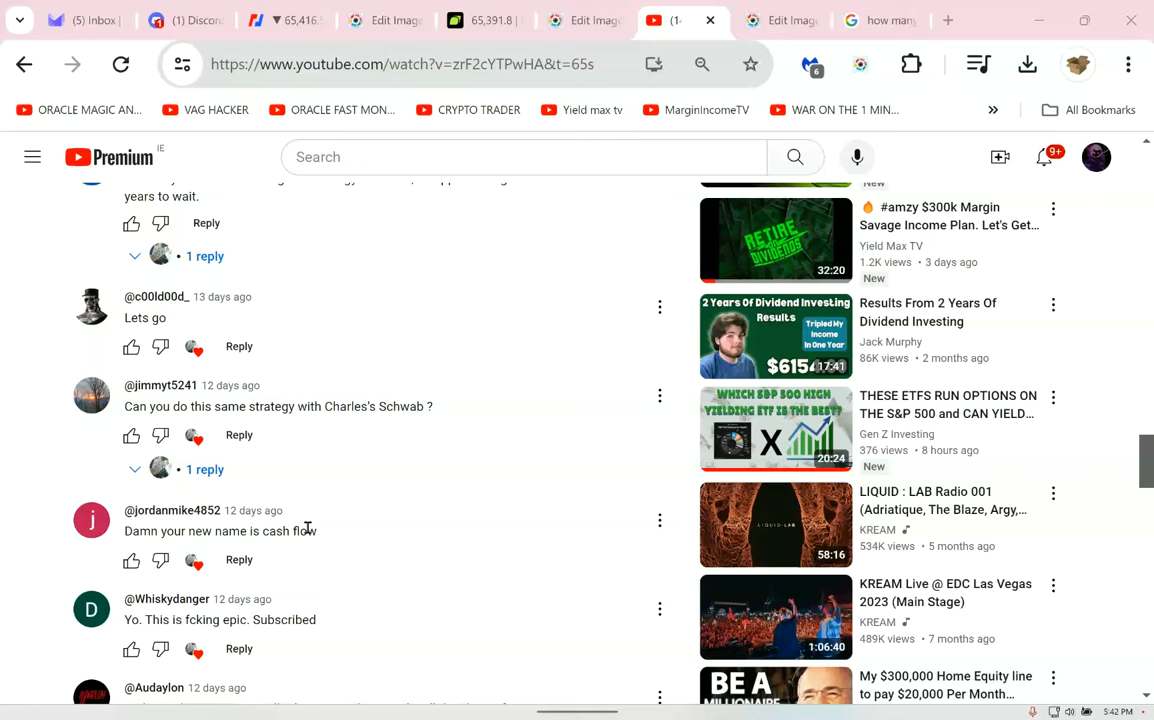 (5) Inbox |
(1) Discord
▼ 65,416.
Edit Image
65,391.8 |
Edit Image
(1
Edit Imag
how many
https://www.youtube.com/watch?v=zrF2cYTPwHA&t=65s
6
ORACLE MAGIC AN...
VAG HACKER
ORACLE FAST MON...
CRYPTO TRADER
Yield max tv
MarginIncomeTV
WAR ON THE 1 MIN...
»
All Bookmarks
Premium IE
Search
9+
years to wait.
Reply
• 1 reply
@c00ld00d_ 13 days ago
Lets go
Reply
@jimmyt5241 12 days ago
Can you do this same strategy with Charles's Schwab ?
Reply
• 1 reply
j
@jordanmike4852 12 days ago
Damn your new name is cash flow
Reply
D
@Whiskydanger 12 days ago
Yo. This is fcking epic. Subscribed
Reply
@Audaylon 12 days ago
New
RETIRE
ON
DIVIDENDS
32:20
🔥 #amzy $300k Margin
Savage Income Plan. Let's Get...
Yield Max TV
1.2K views • 3 days ago
New
2 Years Of Dividend Investing
Results
Tripled My
Income
In One Year
17:41
Results From 2 Years Of
Dividend Investing
Jack Murphy
86K views • 2 months ago
WHICH S&P 500 HIGH
YIELDING ETF IS THE BEST?
X
20:24
THESE ETFS RUN OPTIONS ON
THE S&P 500 and CAN YIELD...
Gen Z Investing
376 views • 8 hours ago
New
LIQUID : LAB
58:16
LIQUID : LAB Radio 001
(Adriatique, The Blaze, Argy,...
KREAM
534K views • 5 months ago
1:06:40
KREAM Live @ EDC Las Vegas
2023 (Main Stage)
KREAM
489K views • 7 months ago
BE A
My $300,000 Home Equity line
to pay $20,000 Per Month...
5:42 PM